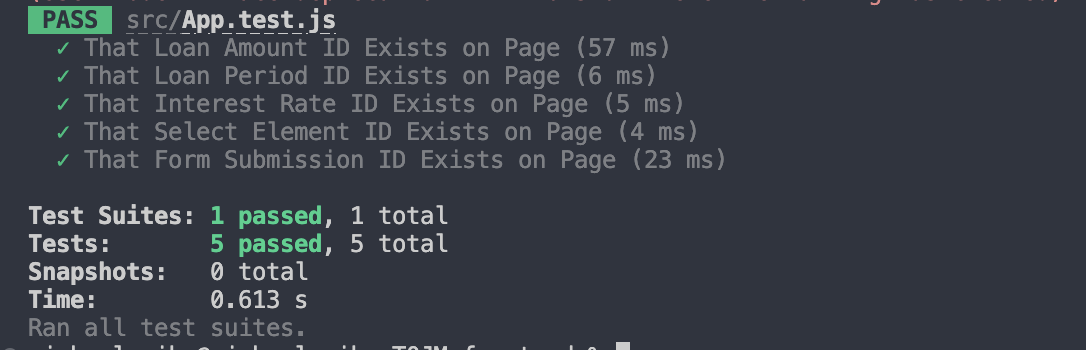 PASS src/App.test.js
✓ That Loan Amount ID Exists on Page (57 ms)
✓ That Loan Period ID Exists on Page (6 ms)
✓ That Interest Rate ID Exists on Page (5 ms)
✓ That Select Element ID Exists on Page (4 ms)
✓ That Form Submission ID Exists on Page (23 ms)
Test Suites: 1 passed, 1 total
Tests: 5 passed, 5 total
Snapshots: 0 total
Time: 0.613 s
Ran all test suites.